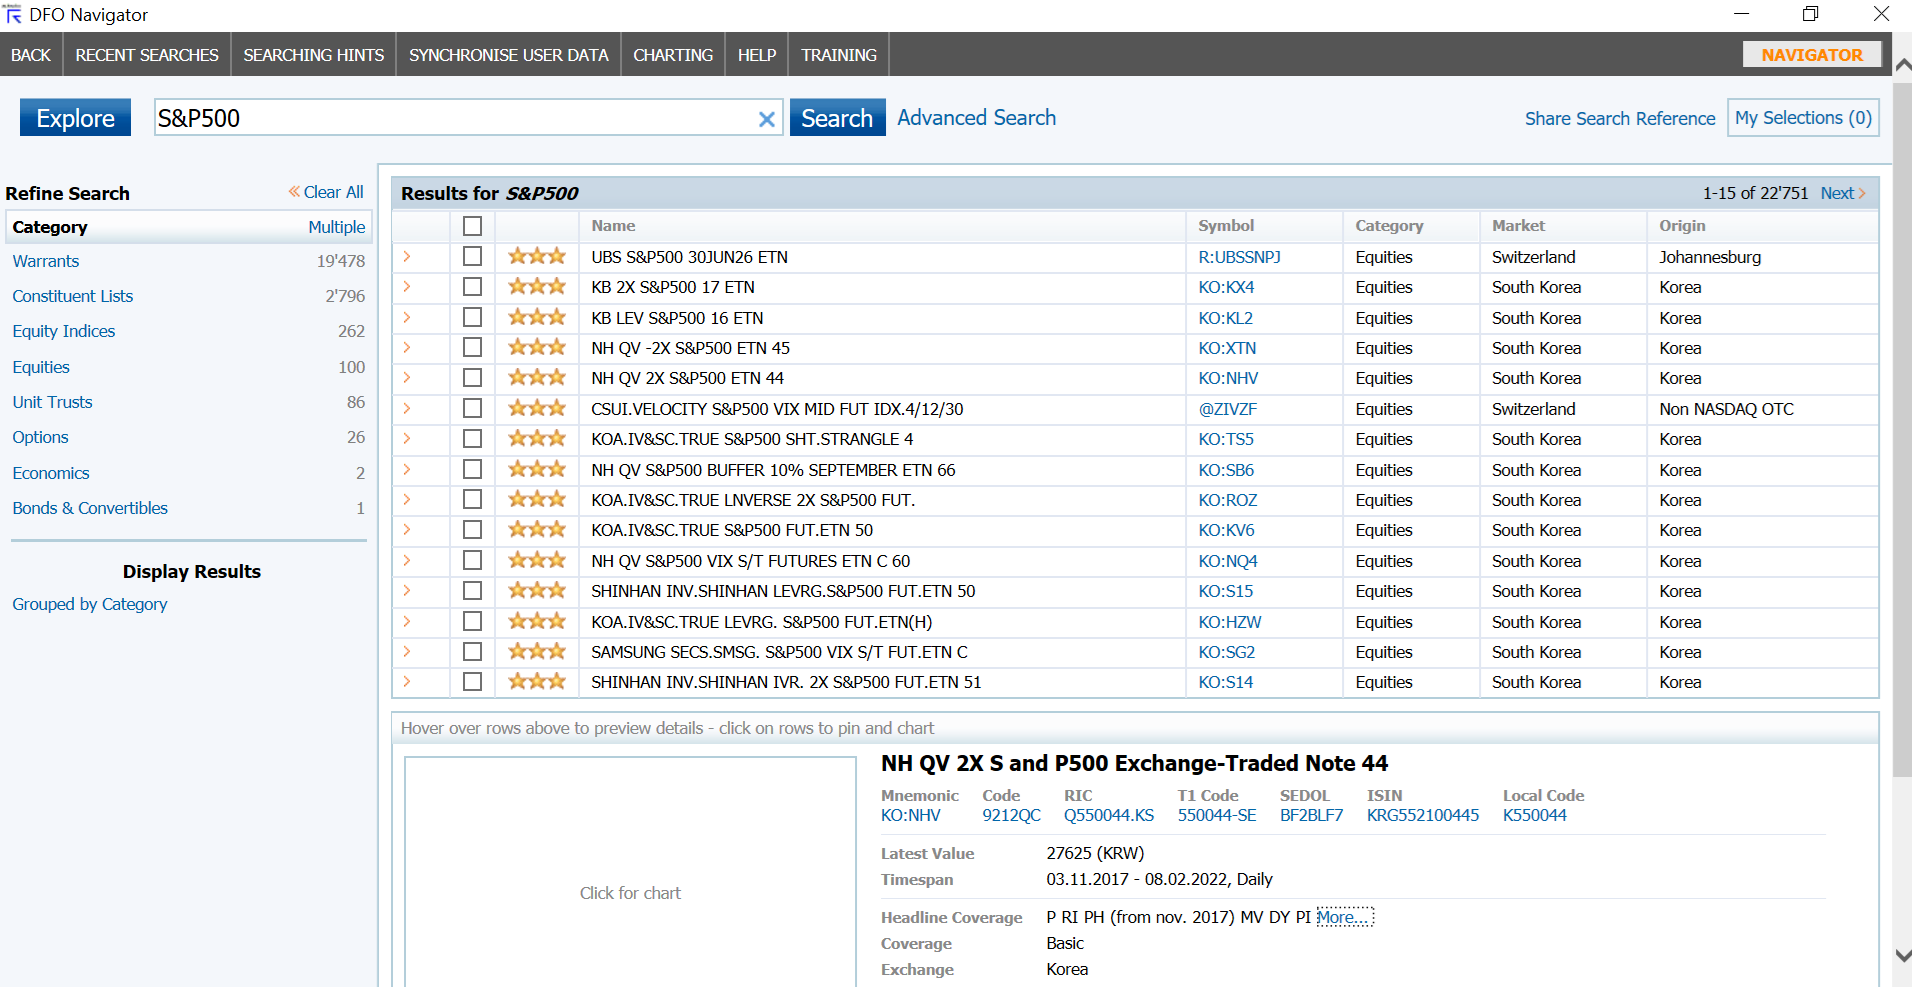 DFO Navigator
BACK RECENT SEARCHES SEARCHING HINTS SYNCHRONISE USER DATA CHARTING HELP TRAINING NAVIGATOR
Explore S&P500 Search Advanced Search Share Search Reference My Selections (0)
Refine Search Clear All
Category Multiple
Warrants 19'478
Constituent Lists 2'796
Equity Indices 262
Equities 100
Unit Trusts 86
Options 26
Economics 2
Bonds & Convertibles 1
Display Results
Grouped by Category
Results for S&P500 1-15 of 22'751 Next
Name Symbol Category Market Origin
UBS S&P500 30JUN26 ETN R:UBSSNPJ Equities Switzerland Johannesburg
KB 2X S&P500 17 ETN KO:KX4 Equities South Korea Korea
KB LEV S&P500 16 ETN KO:KL2 Equities South Korea Korea
NH QV -2X S&P500 ETN 45 KO:XTN Equities South Korea Korea
NH QV 2X S&P500 ETN 44 KO:NHV Equities South Korea Korea
CSUI.VELOCITY S&P500 VIX MID FUT IDX.4/12/30 @ZIVZF Equities Switzerland Non NASDAQ OTC
KOA.IV&SC.TRUE S&P500 SHT.STRANGLE 4 KO:TS5 Equities South Korea Korea
NH QV S&P500 BUFFER 10% SEPTEMBER ETN 66 KO:SB6 Equities South Korea Korea
KOA.IV&SC.TRUE LNVERSE 2X S&P500 FUT. KO:ROZ Equities South Korea Korea
KOA.IV&SC.TRUE S&P500 FUT.ETN 50 KO:KV6 Equities South Korea Korea
NH QV S&P500 VIX S/T FUTURES ETN C 60 KO:NQ4 Equities South Korea Korea
SHINHAN INV.SHINHAN LEVRG.S&P500 FUT.ETN 50 KO:S15 Equities South Korea Korea
KOA.IV&SC.TRUE LEVRG. S&P500 FUT.ETN(H) KO:HZW Equities South Korea Korea
SAMSUNG SECS.SMSG. S&P500 VIX S/T FUT.ETN C KO:SG2 Equities South Korea Korea
SHINHAN INV.SHINHAN IVR. 2X S&P500 FUT.ETN 51 KO:S14 Equities South Korea Korea
Hover over rows above to preview details - click on rows to pin and chart
Click for chart
NH QV 2X S and P500 Exchange-Traded Note 44
Mnemonic Code RIC T1 Code SEDOL ISIN Local Code
KO:NHV 9212QC Q550044.KS 550044-SE BF2BLF7 KRG552100445 K550044
Latest Value 27625 (KRW)
Timespan 03.11.2017 - 08.02.2022, Daily
Headline Coverage P RI PH (from nov. 2017) MV DY PI More...
Coverage Basic
Exchange Korea